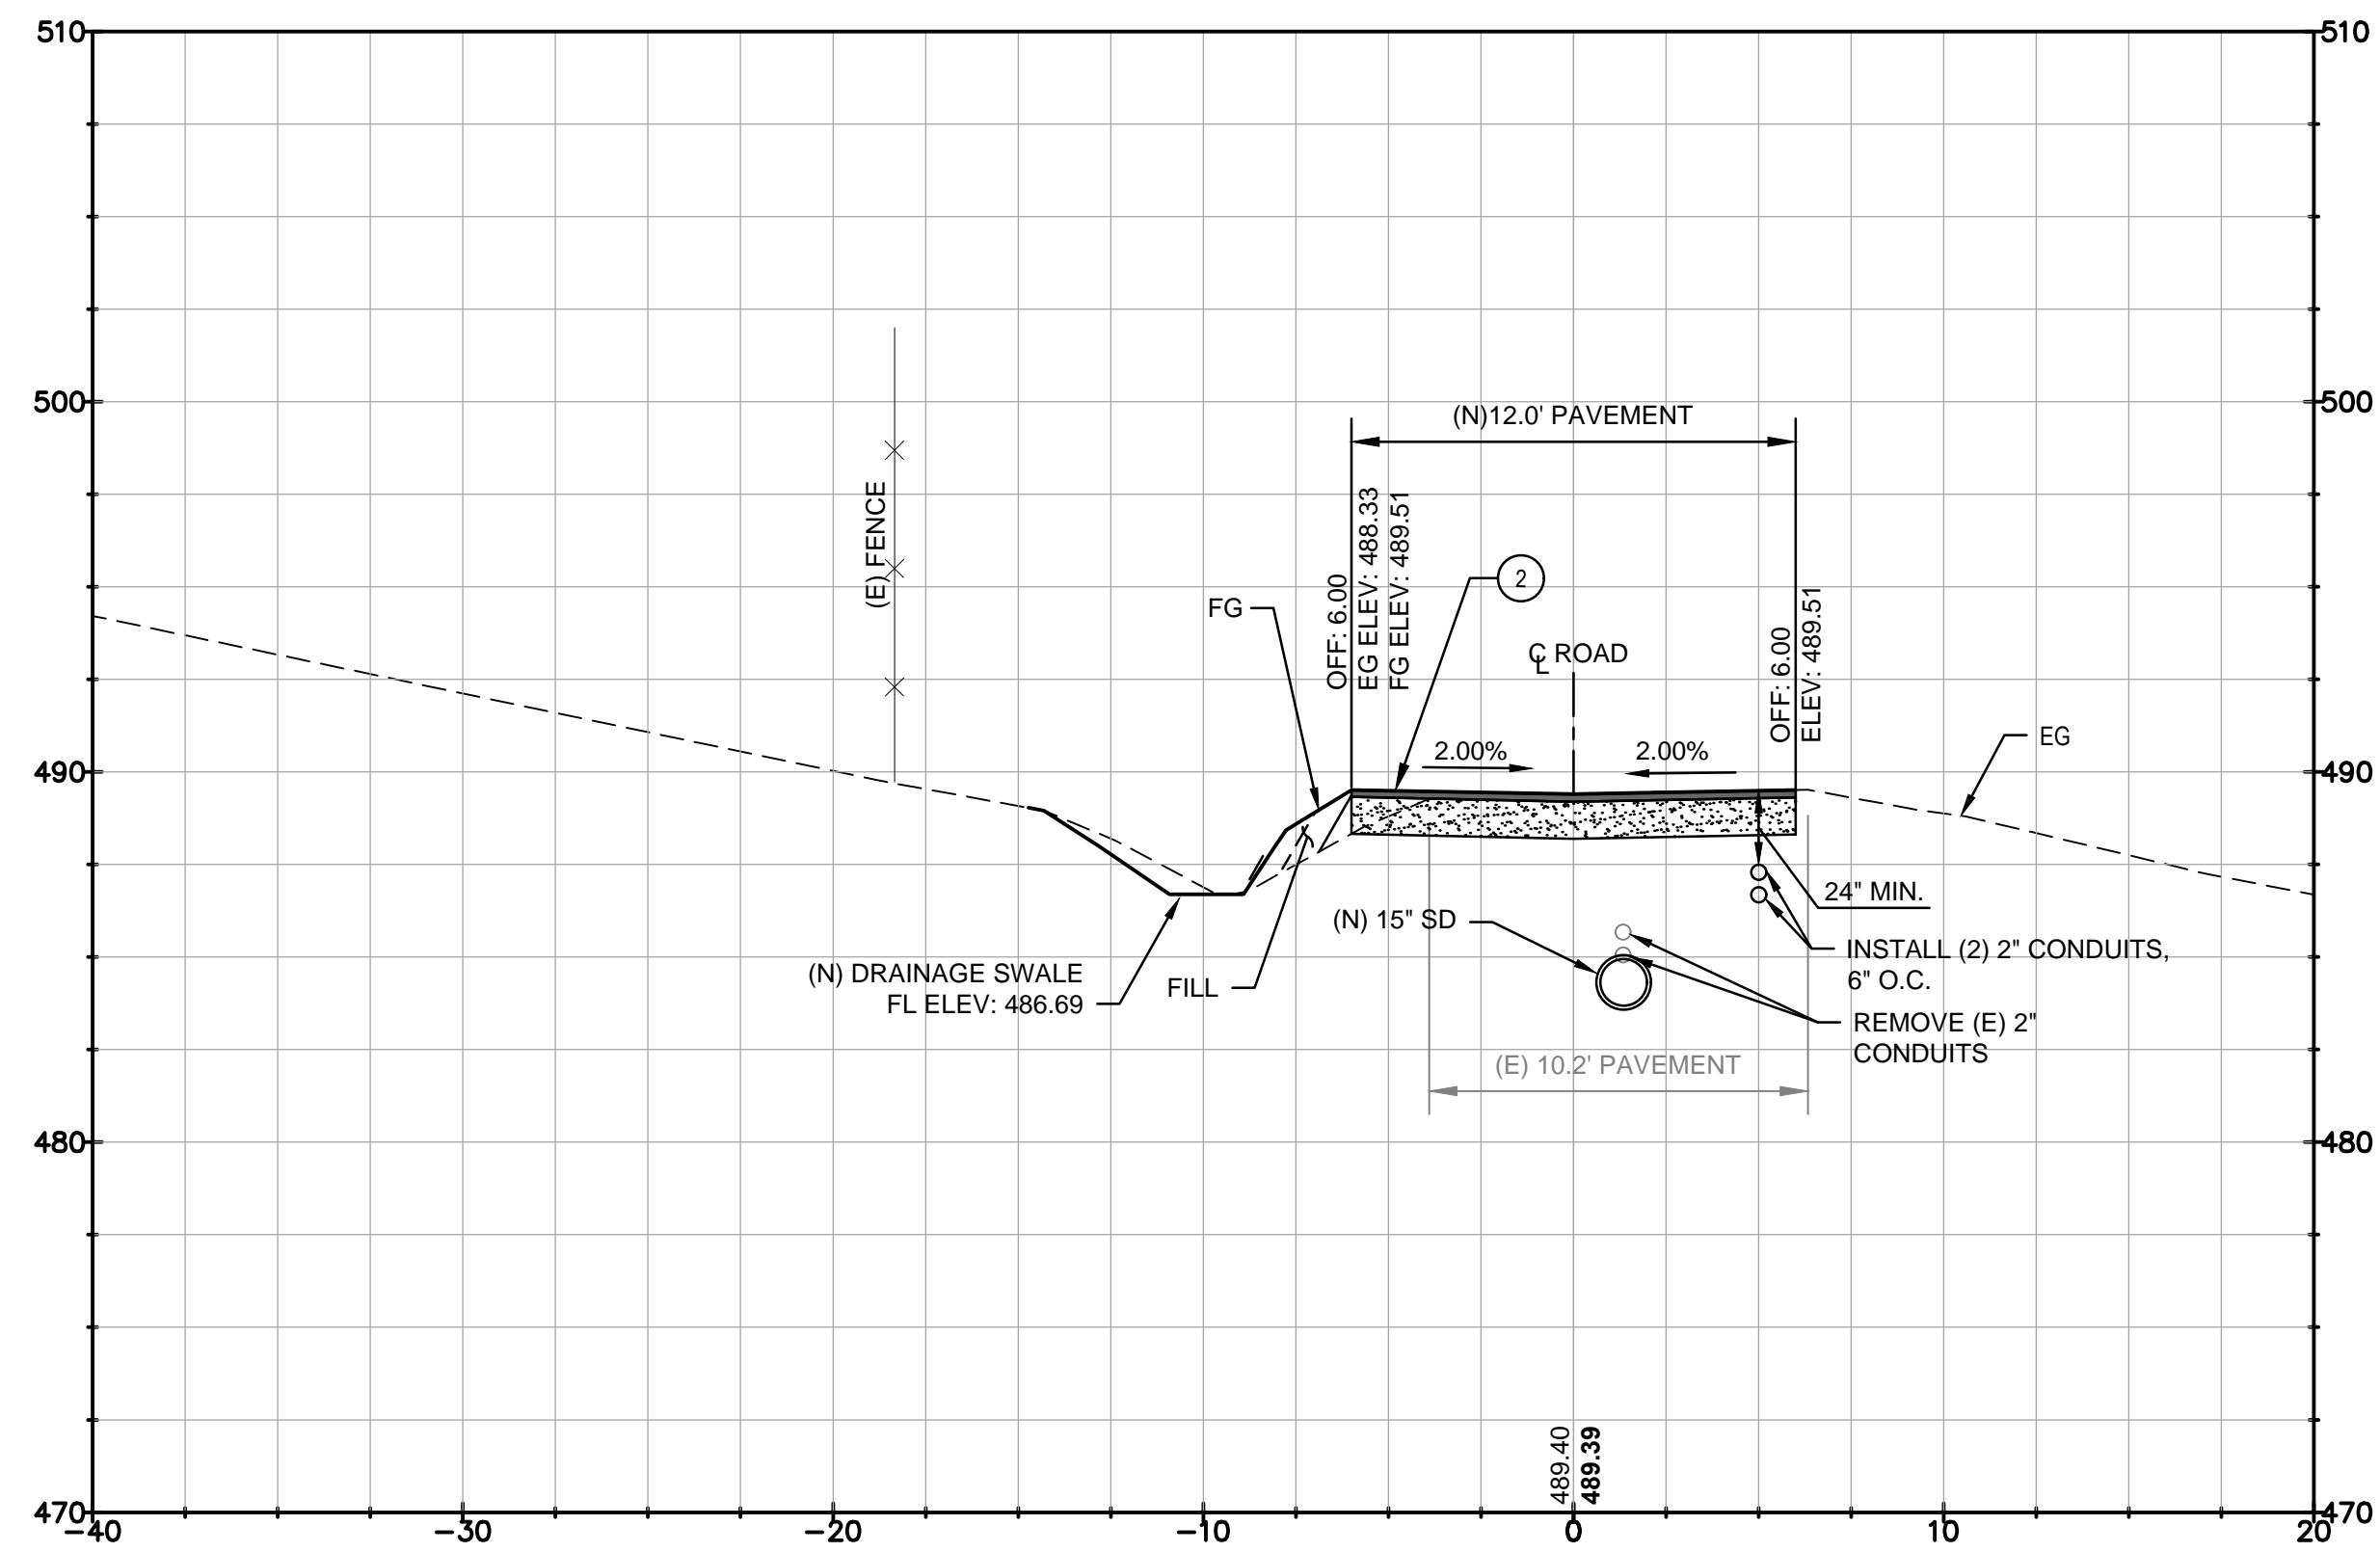 510
510
500
500
(N)12.0' PAVEMENT
(E) FENCE
OFF: 6.00
EG ELEV: 488.33
FG ELEV: 489.51
2
FG
CL ROAD
OFF: 6.00
ELEV: 489.51
EG
2.00%
2.00%
490
490
24" MIN.
(N) 15" SD
INSTALL (2) 2" CONDUITS,
6" O.C.
(N) DRAINAGE SWALE
FL ELEV: 486.69
FILL
REMOVE (E) 2"
CONDUITS
(E) 10.2' PAVEMENT
480
480
489.40
489.39
470
470
-40
-30
-20
-10
0
10
20